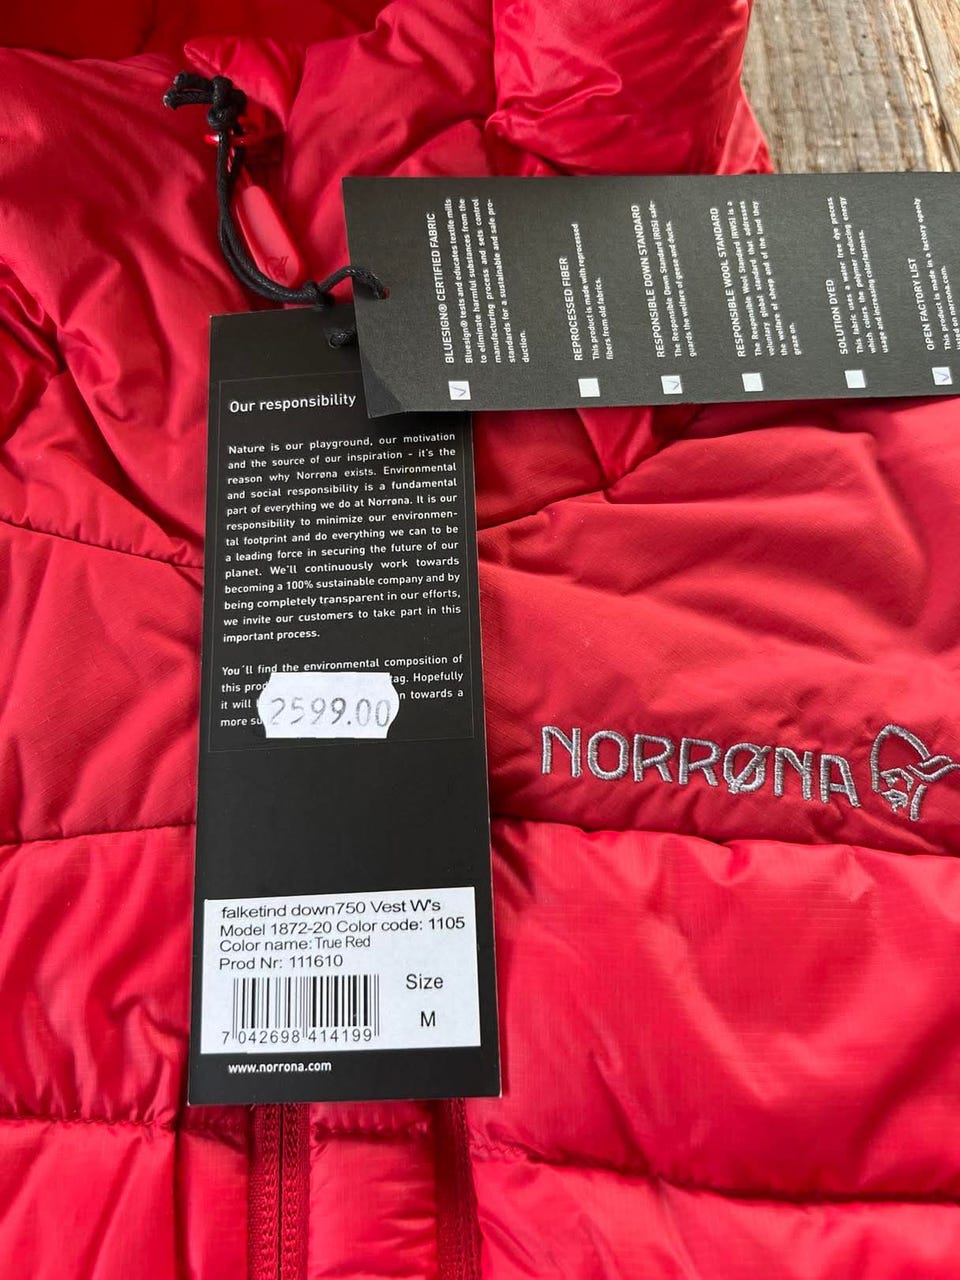 BLUESIGN® CERTIFIED FABRIC
Bluesign® tests and educates textile mills
to eliminate harmful substances from the
manufacturing process and sets control
standards for a sustainable and safe pro-
duction.
REPROCESSED FIBER
This product is made with reprocessed
fibers from old fabrics.
RESPONSIBLE DOWN STANDARD
The Responsible Down Standard (RDS) safe-
guards the welfare of geese and ducks.
RESPONSIBLE WOOL STANDARD
The Responsible Wool Standard (RWS) is a
voluntary global standard that addresses
the welfare of sheep and of the land they
graze on.
SOLUTION DYED
This fabric uses a water free dye process
which colors the polymer reducing energy
usage and increasing colorfastness.
OPEN FACTORY LIST
This product is made in a factory openly
listed on norrona.com.
Our responsibility
Nature is our playground, our motivation
and the source of our inspiration - it's the
reason why Norrøna exists. Environmental
and social responsibility is a fundamental
part of everything we do at Norrøna. It is our
responsibility to minimize our environmen-
tal footprint and do everything we can to be
a leading force in securing the future of our
planet. We'll continuously work towards
becoming a 100% sustainable company and by
being completely transparent in our efforts,
we invite our customers to take part in this
important process.
You´ll find the environmental composition of
this tag. Hopefully
it will towards a
more
2599.00
NORRØNA
falketind down750 Vest W's
Model 1872-20 Color code: 1105
Color name: True Red
Prod Nr: 111610
Size
M
7 042698 414199
www.norrona.com